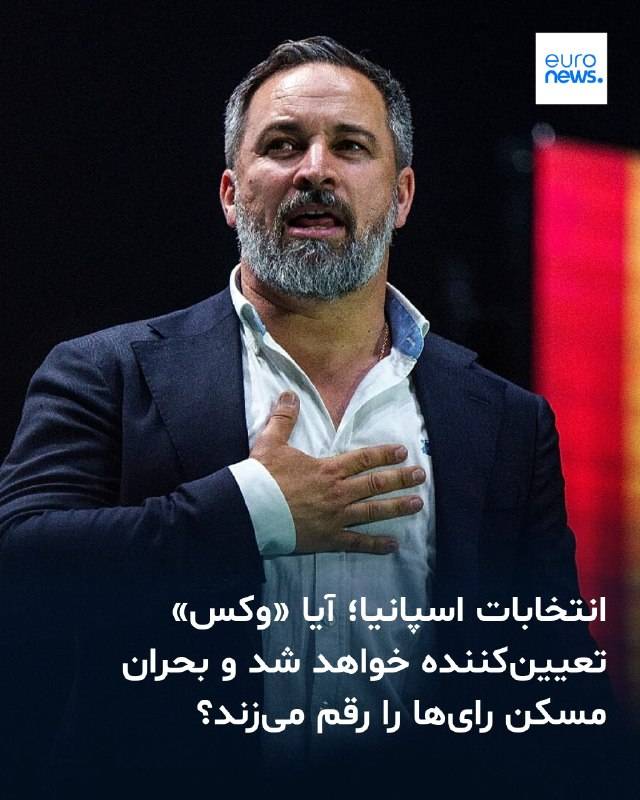 euro
news.
انتخابات اسپانیا؛ آیا «وکس»
تعیین‌کننده خواهد شد و بحران
مسکن رای‌ها را رقم می‌زند؟